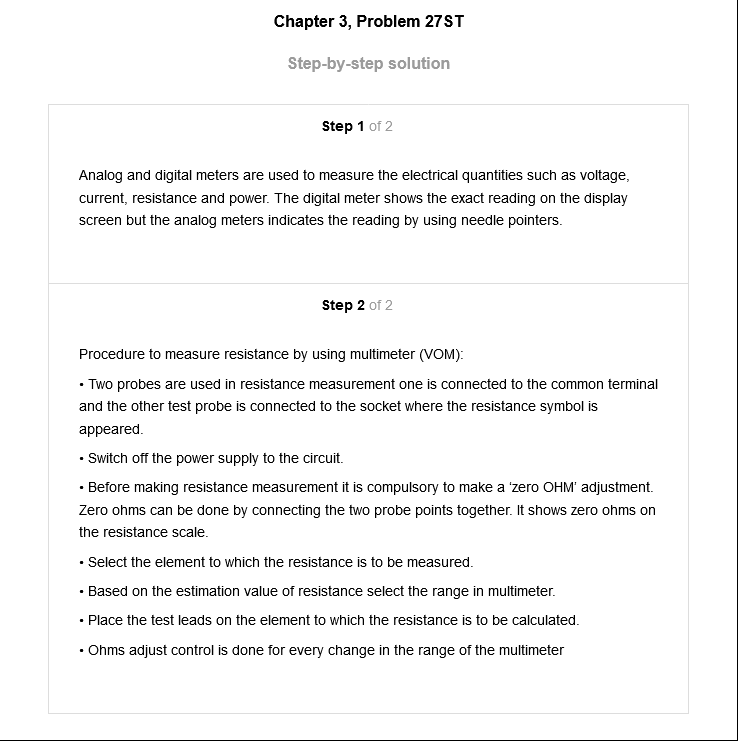 Chapter 3, Problem 27ST
Step-by-step solution
Step 1 of 2
Analog and digital meters are used to measure the electrical quantities such as voltage,
current, resistance and power. The digital meter shows the exact reading on the display
screen but the analog meters indicates the reading by using needle pointers.
Step 2 of 2
Procedure to measure resistance by using multimeter (VOM):
• Two probes are used in resistance measurement one is connected to the common terminal
and the other test probe is connected to the socket where the resistance symbol is
appeared.
• Switch off the power supply to the circuit.
• Before making resistance measurement it is compulsory to make a ‘zero OHM’ adjustment.
Zero ohms can be done by connecting the two probe points together. It shows zero ohms on
the resistance scale.
• Select the element to which the resistance is to be measured.
• Based on the estimation value of resistance select the range in multimeter.
• Place the test leads on the element to which the resistance is to be calculated.
• Ohms adjust control is done for every change in the range of the multimeter